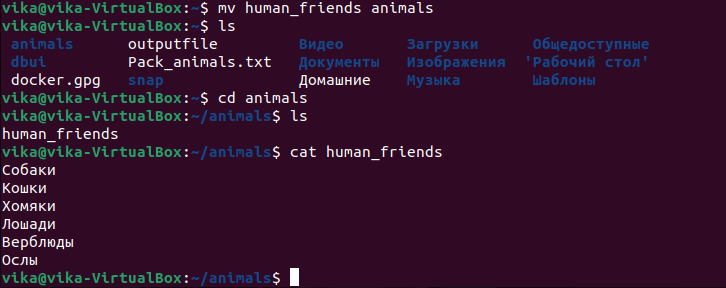 vika@vika-VirtualBox:~$ mv human_friends animals
vika@vika-VirtualBox:~$ ls
animals outputfile Видео Загрузки Общедоступные
dbui Pack_animals.txt Документы Изображения 'Рабочий стол'
docker.gpg snap Домашние Музыка Шаблоны
vika@vika-VirtualBox:~$ cd animals
vika@vika-VirtualBox:~/animals$ ls
human_friends
vika@vika-VirtualBox:~/animals$ cat human_friends
Собаки
Кошки
Хомяки
Лошади
Верблюды
Ослы
vika@vika-VirtualBox:~/animals$